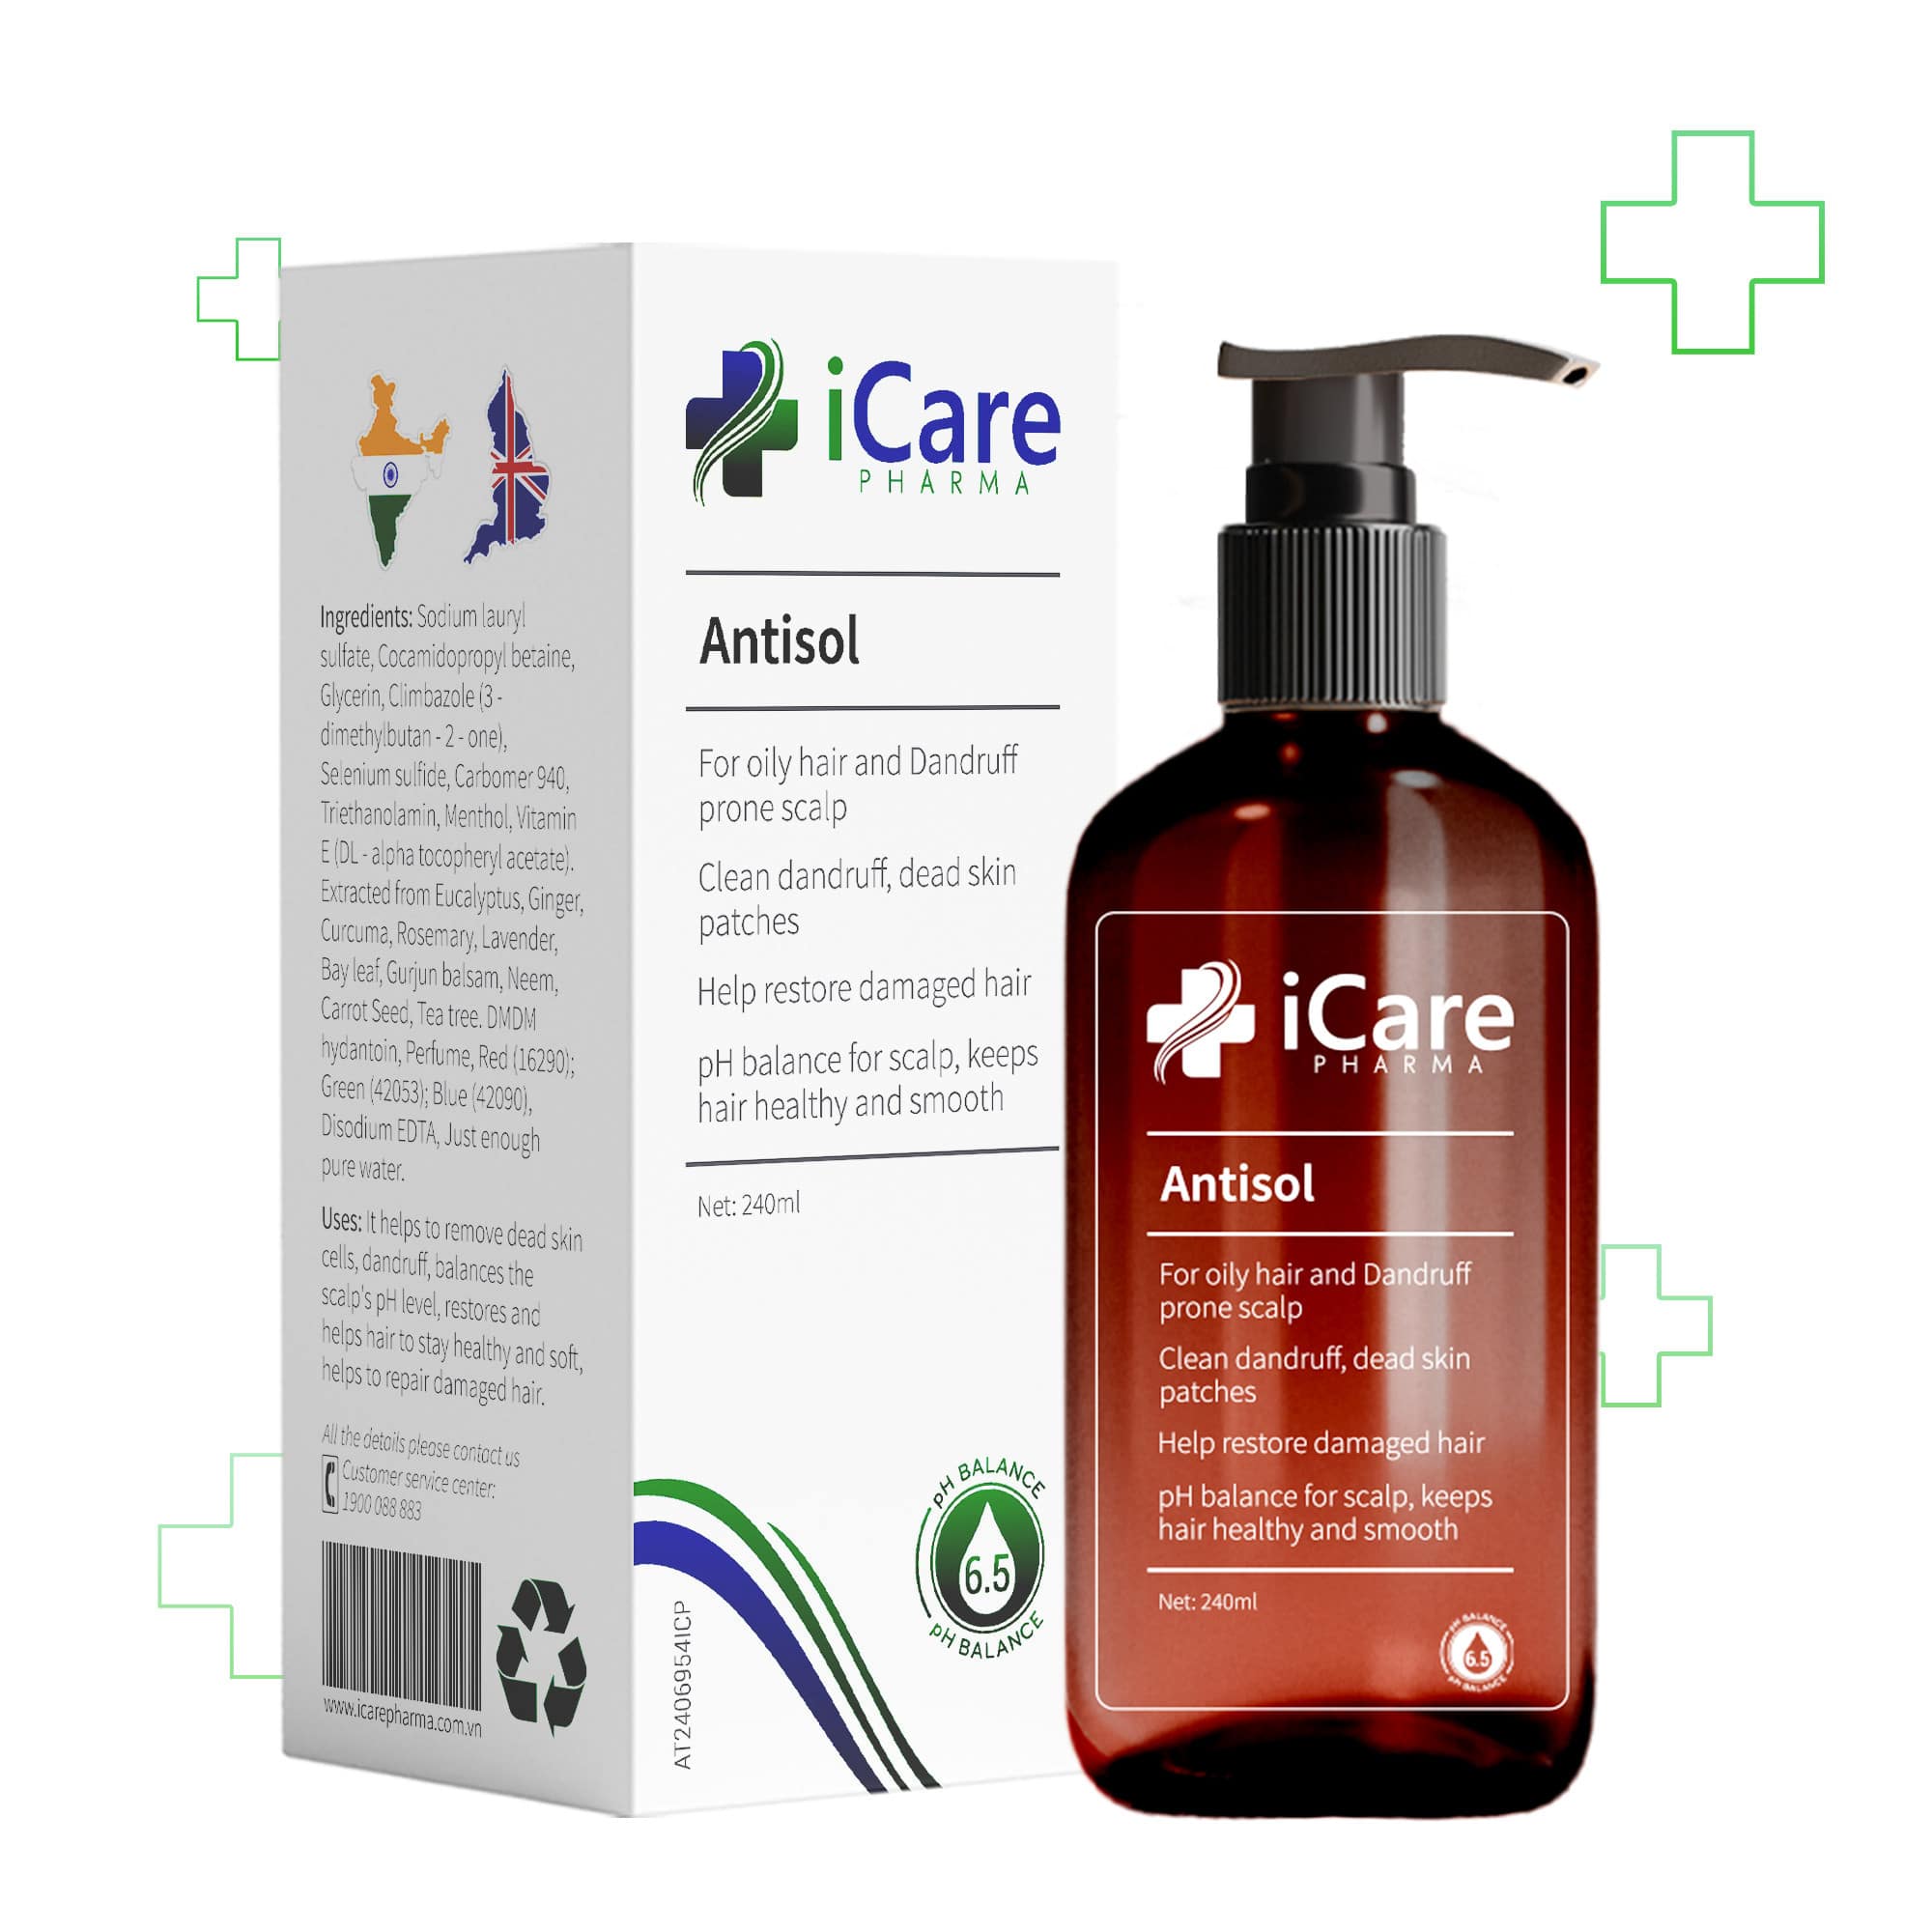 Ingredients: Sodium lauryl
sulfate, Cocamidopropyl betaine,
Glycerin, Climbazole (3 -
dimethylbutan - 2 - one),
Selenium sulfide, Carbomer 940,
Triethanolamin, Menthol, Vitamin
E (DL - alpha tocopheryl acetate).
Extracted from Eucalyptus, Ginger,
Curcuma, Rosemary, Lavender,
Bay leaf, Gurjun balsam, Neem,
Carrot Seed, Tea tree. DMDM
hydantoin, Perfume, Red (16290);
Green (42053); Blue (42090),
Disodium EDTA, Just enough
pure water.
Uses: It helps to remove dead skin
cells, dandruff, balances the
scalp's pH level, restores and
helps hair to stay healthy and soft,
helps to repair damaged hair.
All the details please contact us
Customer service center:
1900 088 883
www.icarepharma.com.vn
iCare
PHARMA
Antisol
For oily hair and Dandruff
prone scalp
Clean dandruff, dead skin
patches
Help restore damaged hair
pH balance for scalp, keeps
hair healthy and smooth
Net: 240ml
pH BALANCE
6.5
pH BALANCE
AT2406954ICP
iCare
PHARMA
Antisol
For oily hair and Dandruff
prone scalp
Clean dandruff, dead skin
patches
Help restore damaged hair
pH balance for scalp, keeps
hair healthy and smooth
Net: 240ml
pH BALANCE
6.5
pH BALANCE